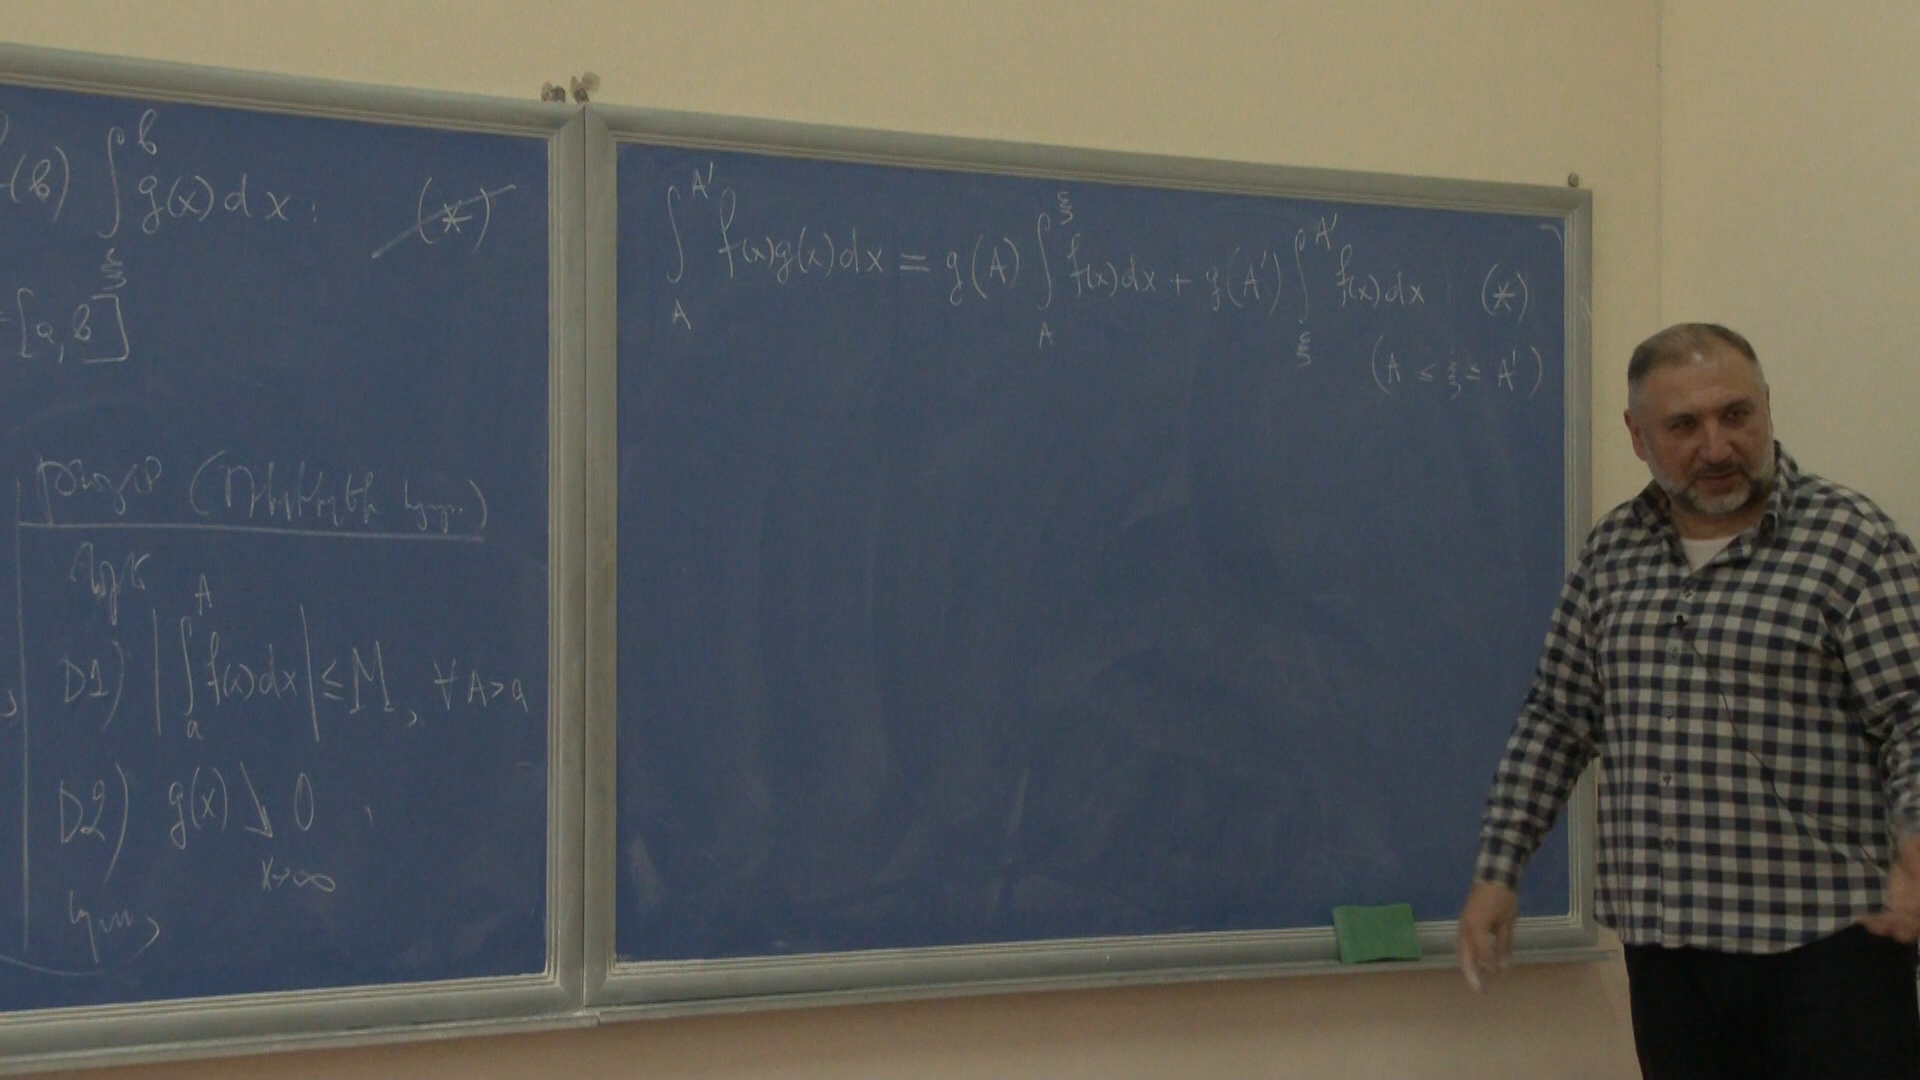 (b) ∫_ξ^b g(x)dx : (*)
[a,b]
D1) |∫_a^A f(x)dx| ≤ M, ∀ A>a
D2) g(x) ↘ 0,
x→∞
∫_A^A' f(x)g(x)dx = g(A) ∫_A^ξ f(x)dx + g(A') ∫_ξ^A' f(x)dx (*)
(A ≤ ξ ≤ A')